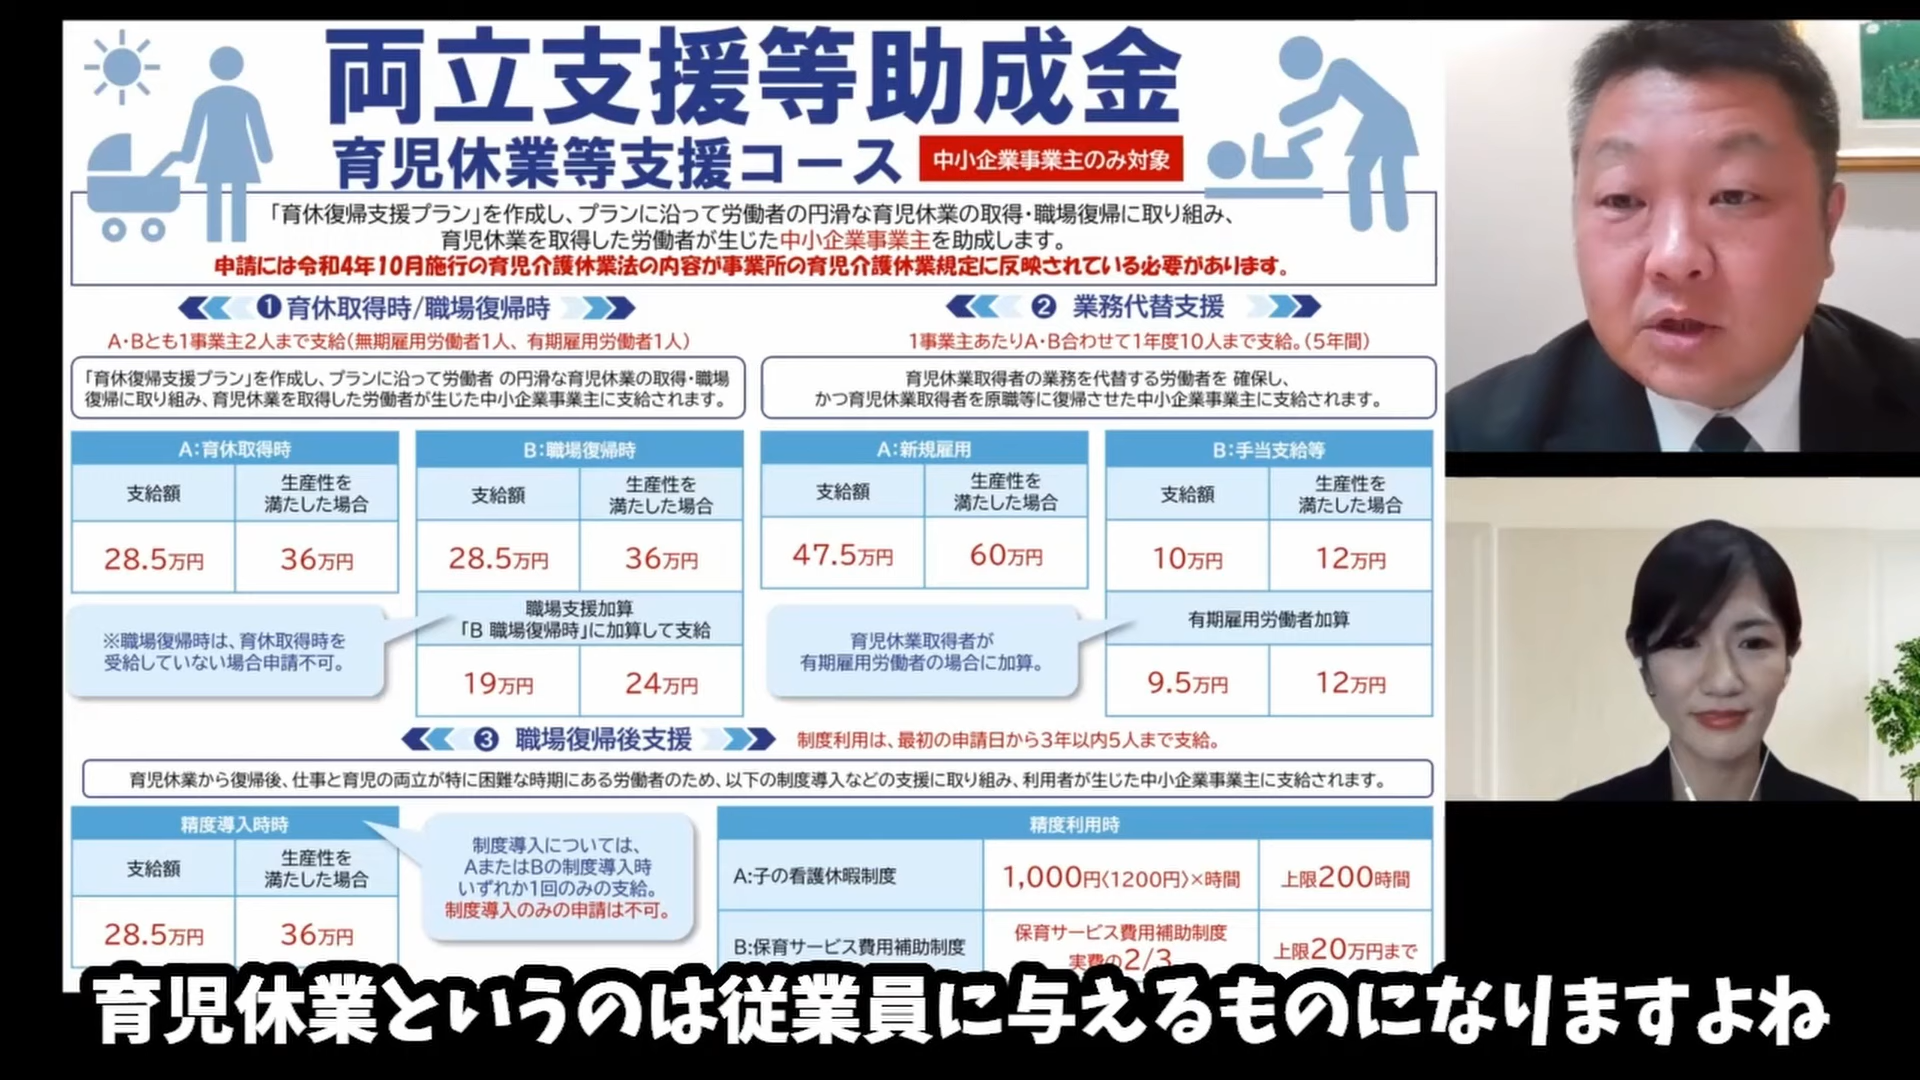 両立支援等助成金
育児休業等支援コース
中小企業事業主のみ対象
「育休復帰支援プラン」を作成し、プランに沿って労働者の円滑な育児休業の取得・職場復帰に取り組み、
育児休業を取得した労働者が生じた中小企業事業主を助成します。
申請には令和4年10月施行の育児介護休業法の内容が事業所の育児介護休業規定に反映されている必要があります。
❶ 育休取得時/職場復帰時
A・Bとも1事業主2人まで支給(無期雇用労働者1人、有期雇用労働者1人)
「育休復帰支援プラン」を作成し、プランに沿って労働者 の円滑な育児休業の取得・職場
復帰に取り組み、育児休業を取得した労働者が生じた中小企業事業主に支給されます。
A:育休取得時
支給額
生産性を
満たした場合
28.5万円
36万円
※職場復帰時は、育休取得時を
受給していない場合申請不可。
B:職場復帰時
支給額
生産性を
満たした場合
28.5万円
36万円
職場支援加算
「B 職場復帰時」に加算して支給
19万円
24万円
❷ 業務代替支援
1事業主あたりA・B合わせて1年度10人まで支給。(5年間)
育児休業取得者の業務を代替する労働者を 確保し、
かつ育児休業取得者を原職等に復帰させた中小企業事業主に支給されます。
A:新規雇用
支給額
生産性を
満たした場合
47.5万円
60万円
育児休業取得者が
有期雇用労働者の場合に加算。
B:手当支給等
支給額
生産性を
満たした場合
10万円
12万円
有期雇用労働者加算
9.5万円
12万円
❸ 職場復帰後支援
制度利用は、最初の申請日から3年以内5人まで支給。
育児休業から復帰後、仕事と育児の両立が特に困難な時期にある労働者のため、以下の制度導入などの支援に取り組み、利用者が生じた中小企業事業主に支給されます。
精度導入時時
支給額
生産性を
満たした場合
28.5万円
36万円
制度導入については、
AまたはBの制度導入時
いずれか1回のみの支給。
制度導入のみの申請は不可。
精度利用時
A:子の看護休暇制度
1,000円〈1200円〉×時間
上限200時間
B:保育サービス費用補助制度
保育サービス費用補助制度
実費の2/3
上限20万円まで
育児休業というのは従業員に与えるものになりますよね